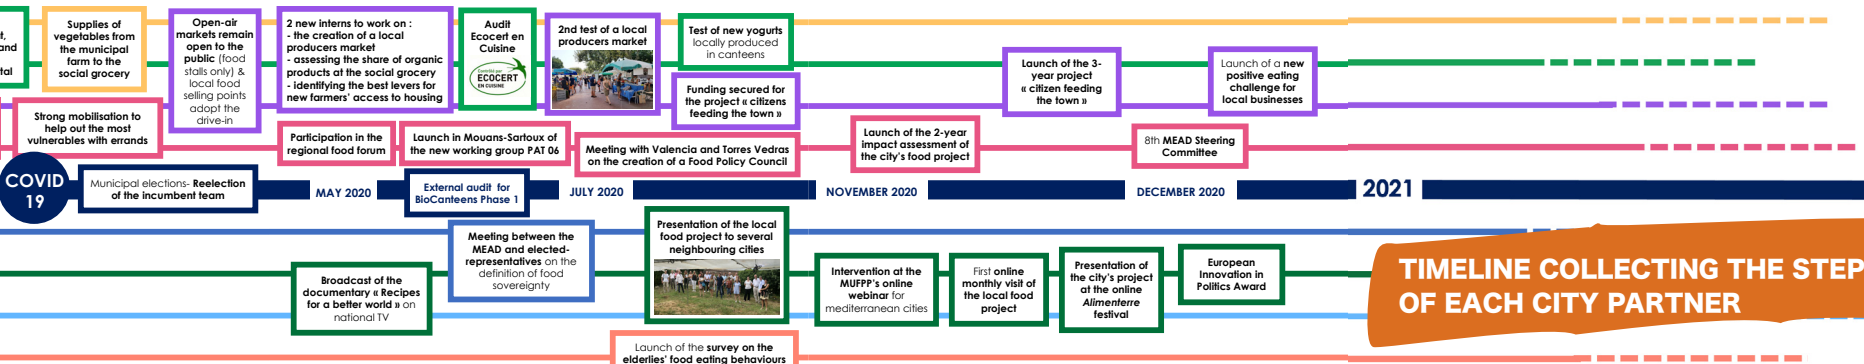 t,
and
tal
Supplies of
vegetables from
the municipal
farm to the
social grocery
Open-air
markets remain
open to the
public (food
stalls only) &
local food
selling points
adopt the
drive-in
2 new interns to work on :
- the creation of a local
producers market
- assessing the share of organic
products at the social grocery
- identifying the best levers for
new farmers' access to housing
Audit
Ecocert en
Cuisine
Contrôlé par
ECOCERT
EN CUISINE
2nd test of a local
producers market
Test of new yogurts
locally produced
in canteens
Funding secured for
the project « citizens
feeding the town »
Launch of the 3-
year project
« citizen feeding
the town »
Launch of a new
positive eating
challenge for
local businesses
Strong mobilisation to
help out the most
vulnerables with errands
Participation in the
regional food forum
Launch in Mouans-Sartoux of
the new working group PAT 06
Meeting with Valencia and Torres Vedras
on the creation of a Food Policy Council
Launch of the 2-year
impact assessment of
the city's food project
8th MEAD Steering
Committee
COVID
19
Municipal elections- Reelection
of the incumbent team
MAY 2020
External audit for
BioCanteens Phase 1
JULY 2020
NOVEMBER 2020
DECEMBER 2020
2021
Meeting between the
MEAD and elected-
representatives on the
definition of food
sovereignty
Presentation of the local
food project to several
neighbouring cities
Broadcast of the
documentary « Recipes
for a better world » on
national TV
Intervention at the
MUFPP's online
webinar for
mediterranean cities
First online
monthly visit of
the local food
project
Presentation of
the city's project
at the online
Alimenterre
festival
European
Innovation in
Politics Award
TIMELINE COLLECTING THE STEP
OF EACH CITY PARTNER
Launch of the survey on the
elderlies' food eating behaviours